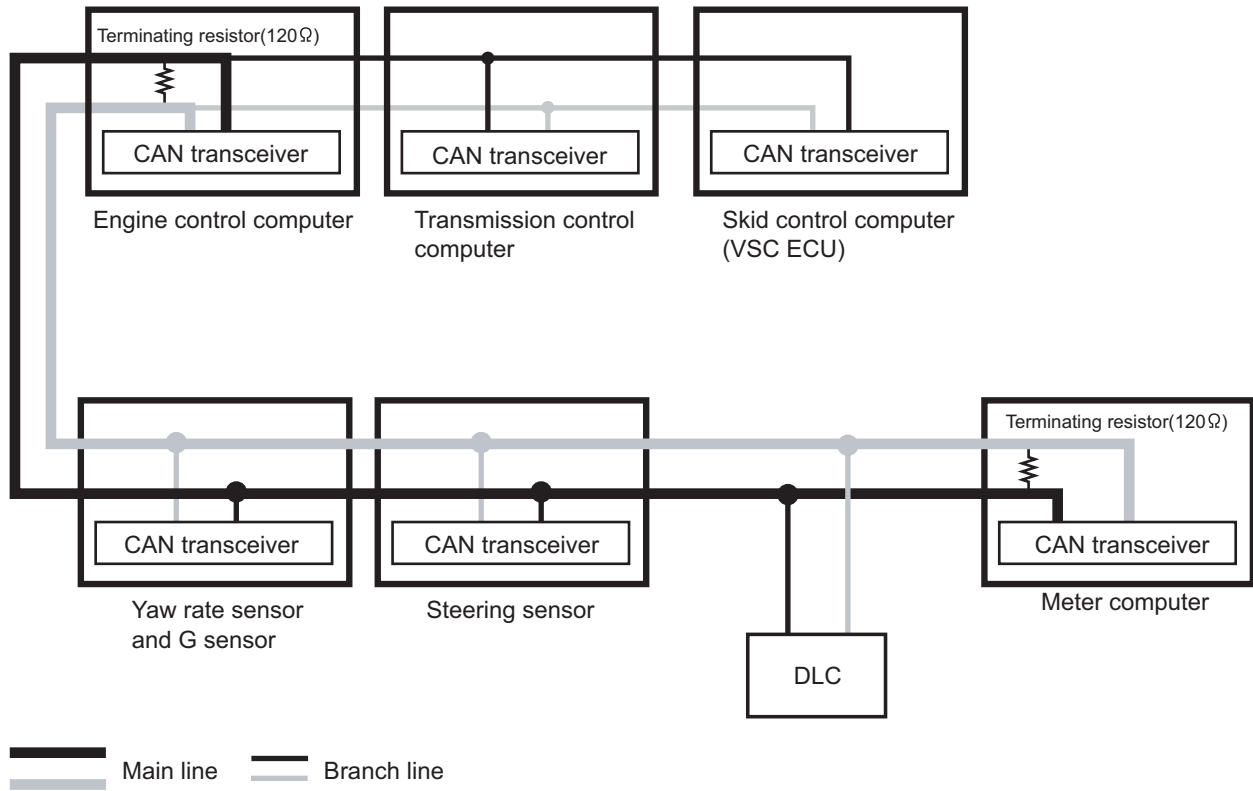 Terminating resistor(120Ω)
CAN transceiver
CAN transceiver
CAN transceiver
Engine control computer
Transmission control
computer
Skid control computer
(VSC ECU)
Terminating resistor(120Ω)
CAN transceiver
CAN transceiver
CAN transceiver
Yaw rate sensor
and G sensor
Steering sensor
Meter computer
DLC
Main line
Branch line